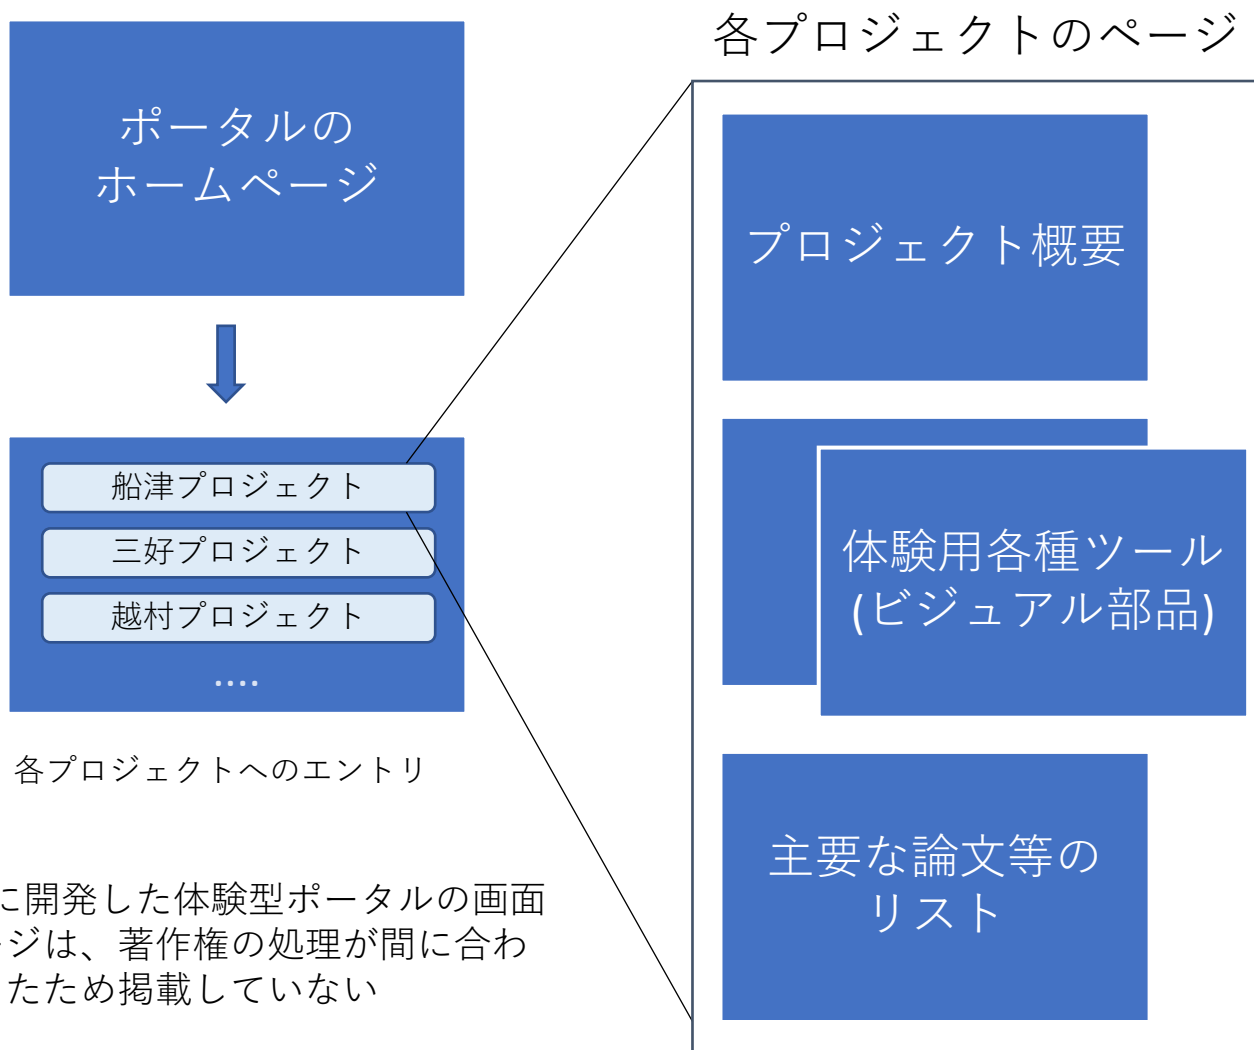 ポータルの
ホームページ
船津プロジェクト
三好プロジェクト
越村プロジェクト
....
各プロジェクトへのエントリ
に開発した体験型ポータルの画面
ジは、著作権の処理が間に合わ
たため掲載していない
各プロジェクトのページ
プロジェクト概要
体験用各種ツール
(ビジュアル部品)
主要な論文等の
リスト